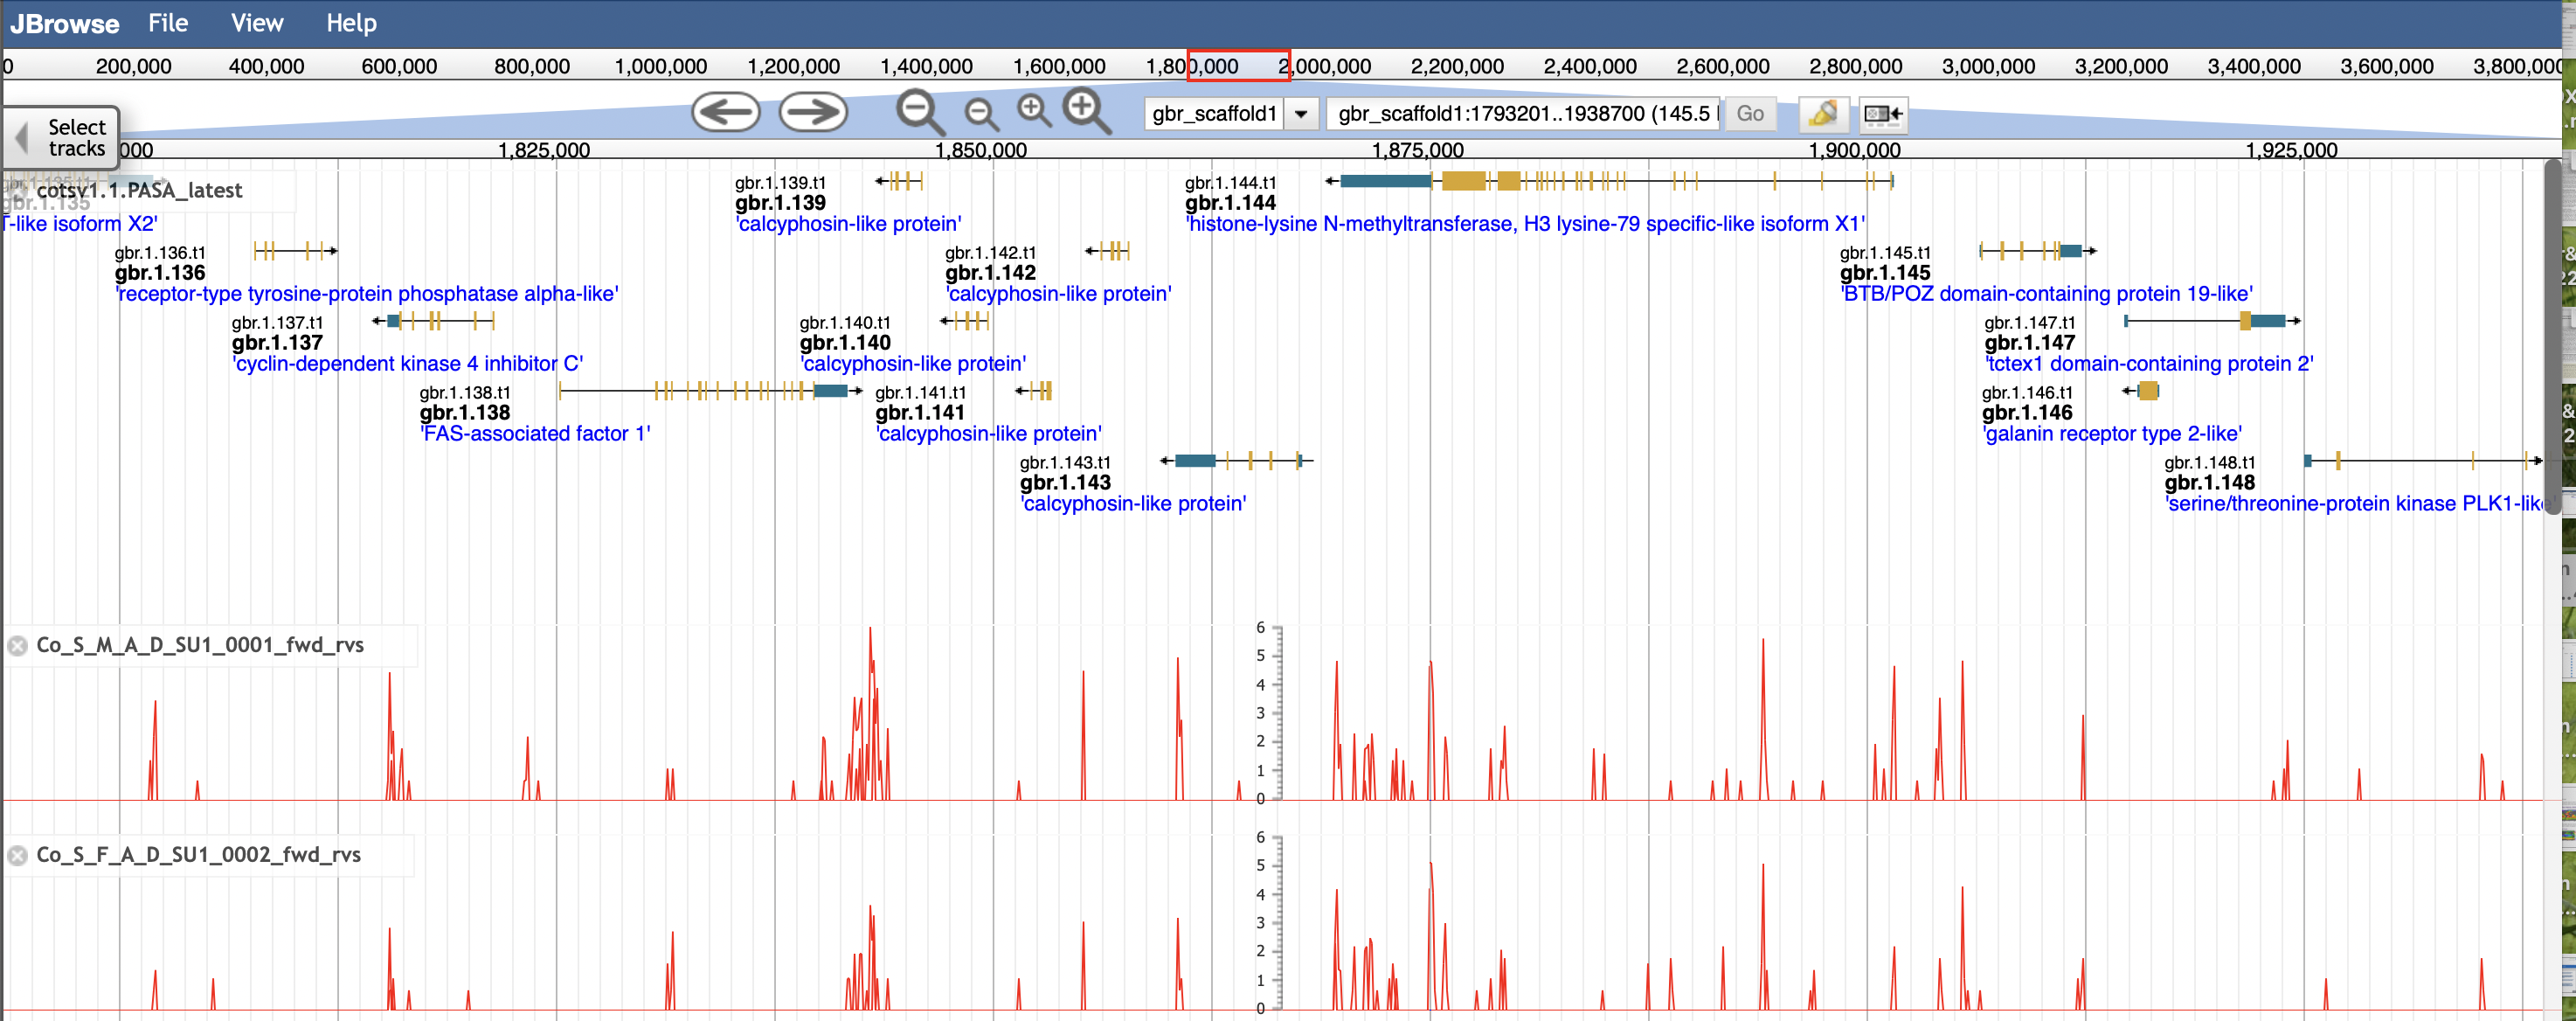 JBrowse File View Help
0 200,000 400,000 600,000 800,000 1,000,000 1,200,000 1,400,000 1,600,000 1,800,000 2,000,000 2,200,000 2,400,000 2,600,000 2,800,000 3,000,000 3,200,000 3,400,000 3,600,000 3,800,000
Select
tracks
gbr_scaffold1 gbr_scaffold1:1793201..1938700 (145.5 Go
000 1,825,000 1,850,000 1,875,000 1,900,000 1,925,000
cotsv1.1.PASA_latest
gbr.1.135.t1
gbr.1.135
T-like isoform X2'
gbr.1.139.t1
gbr.1.139
'calcyphosin-like protein'
gbr.1.144.t1
gbr.1.144
'histone-lysine N-methyltransferase, H3 lysine-79 specific-like isoform X1'
gbr.1.136.t1
gbr.1.136
'receptor-type tyrosine-protein phosphatase alpha-like'
gbr.1.142.t1
gbr.1.142
'calcyphosin-like protein'
gbr.1.145.t1
gbr.1.145
'BTB/POZ domain-containing protein 19-like'
gbr.1.137.t1
gbr.1.137
'cyclin-dependent kinase 4 inhibitor C'
gbr.1.140.t1
gbr.1.140
'calcyphosin-like protein'
gbr.1.147.t1
gbr.1.147
'tctex1 domain-containing protein 2'
gbr.1.138.t1
gbr.1.138
'FAS-associated factor 1'
gbr.1.141.t1
gbr.1.141
'calcyphosin-like protein'
gbr.1.146.t1
gbr.1.146
'galanin receptor type 2-like'
gbr.1.143.t1
gbr.1.143
'calcyphosin-like protein'
gbr.1.148.t1
gbr.1.148
'serine/threonine-protein kinase PLK1-like'
Co_S_M_A_D_SU1_0001_fwd_rvs
6
5
4
3
2
1
0
Co_S_F_A_D_SU1_0002_fwd_rvs
6
5
4
3
2
1
0